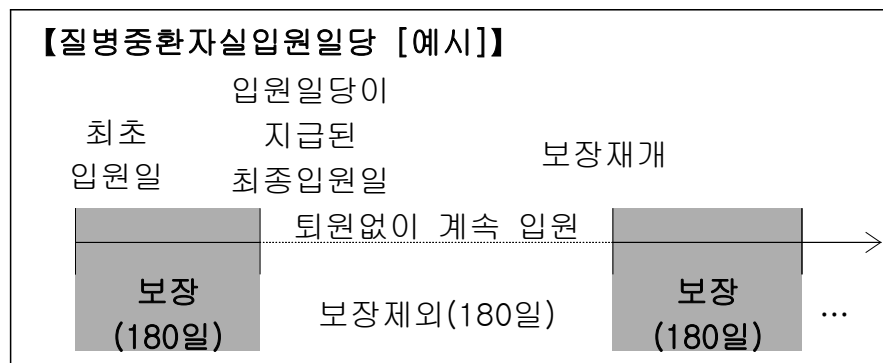 【질병중환자실입원일당 [예시]】
최초
입원일
입원일당이
지급된
최종입원일
보장재개
퇴원없이 계속 입원
보장
(180일)
보장제외(180일)
보장
(180일)
…